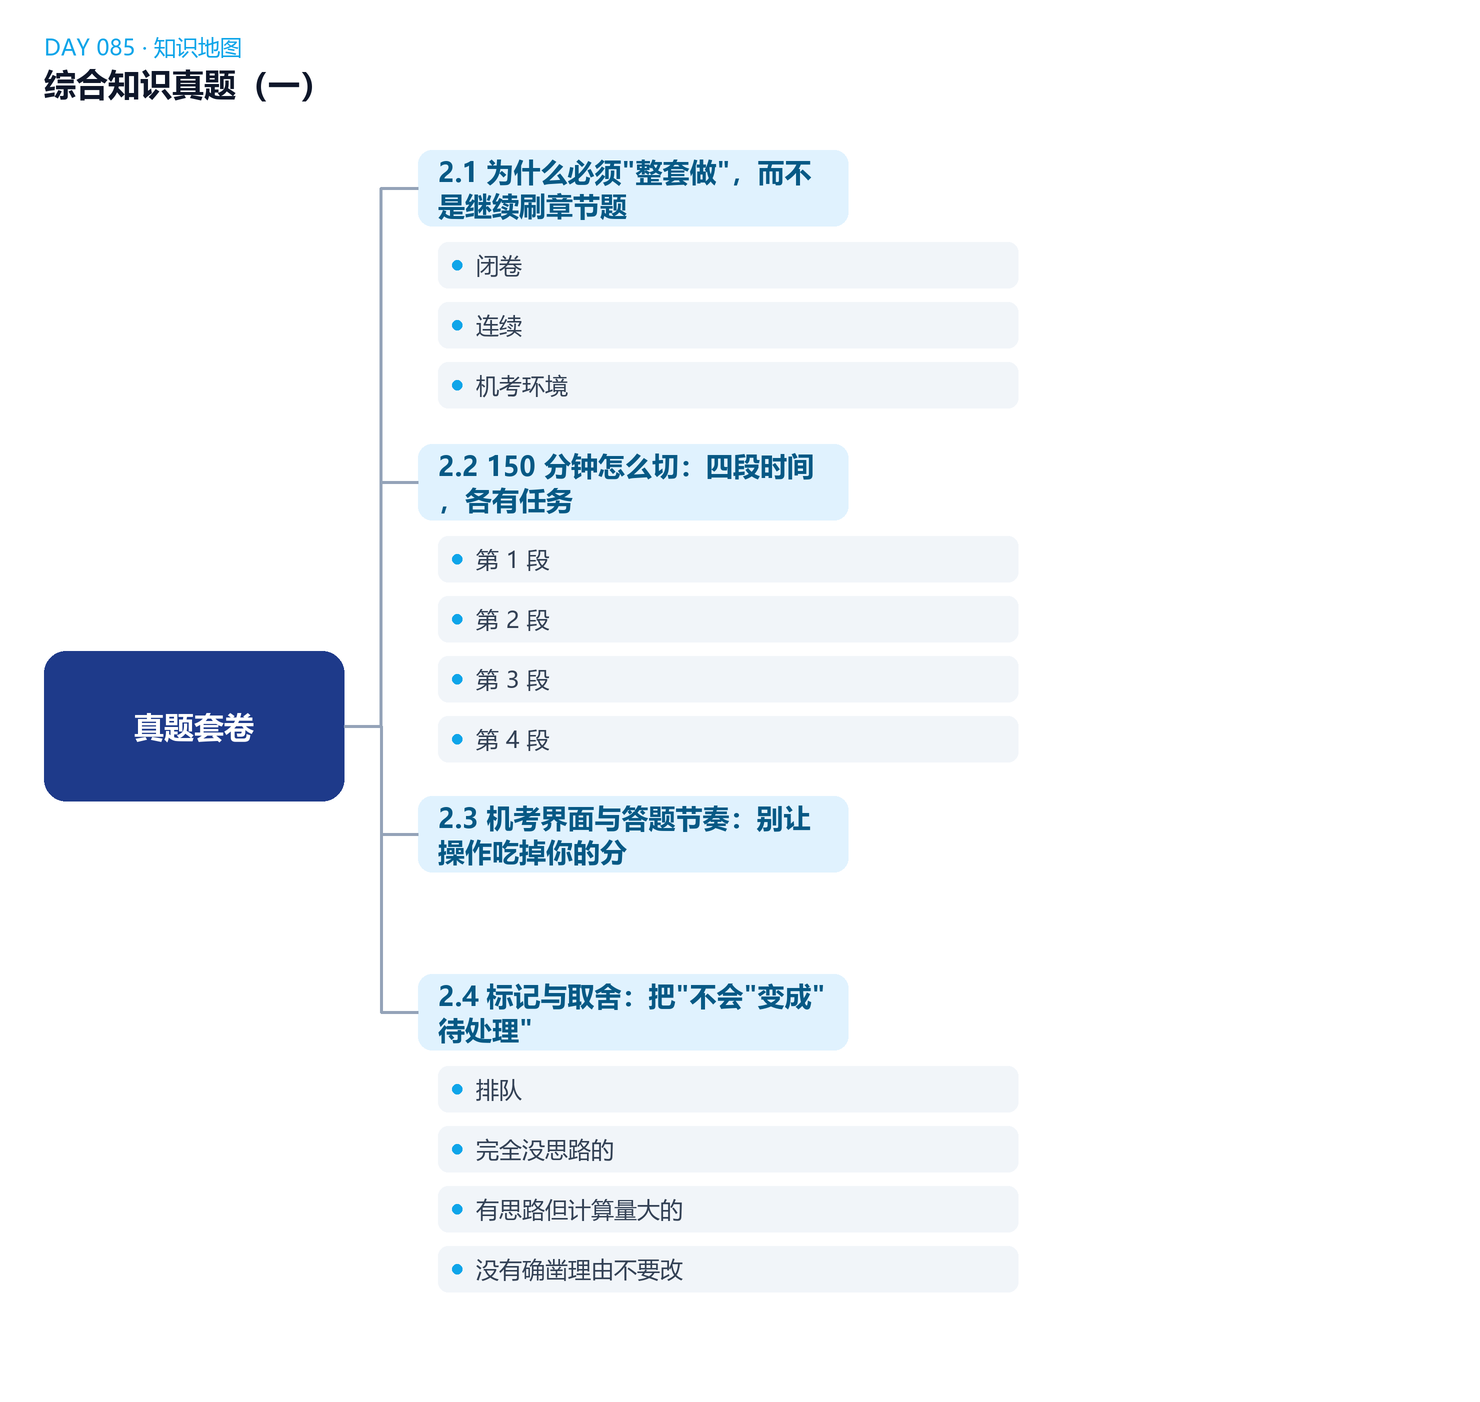 DAY 085 · 知识地图
综合知识真题（一）
2.1 为什么必须"整套做"，而不
是继续刷章节题
闭卷
连续
机考环境
2.2 150 分钟怎么切：四段时间
，各有任务
第 1 段
第 2 段
第 3 段
第 4 段
真题套卷
2.3 机考界面与答题节奏：别让
操作吃掉你的分
2.4 标记与取舍：把"不会"变成"
待处理"
排队
完全没思路的
有思路但计算量大的
没有确凿理由不要改